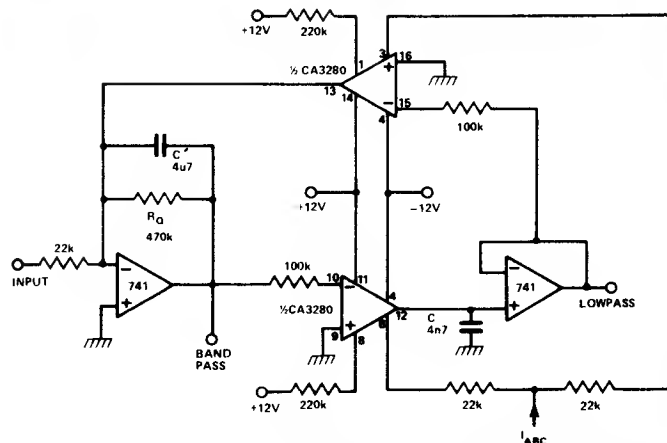 +12V
220k
½ CA3280
1
3
16
13
14
15
4
100k
C'
4u7
RQ
470k
+12V
-12V
22k
INPUT
741
100k
10
11
½CA3280
9
8
4
12
6
C
4n7
741
LOWPASS
BAND
PASS
+12V
220k
22k
22k
IABC